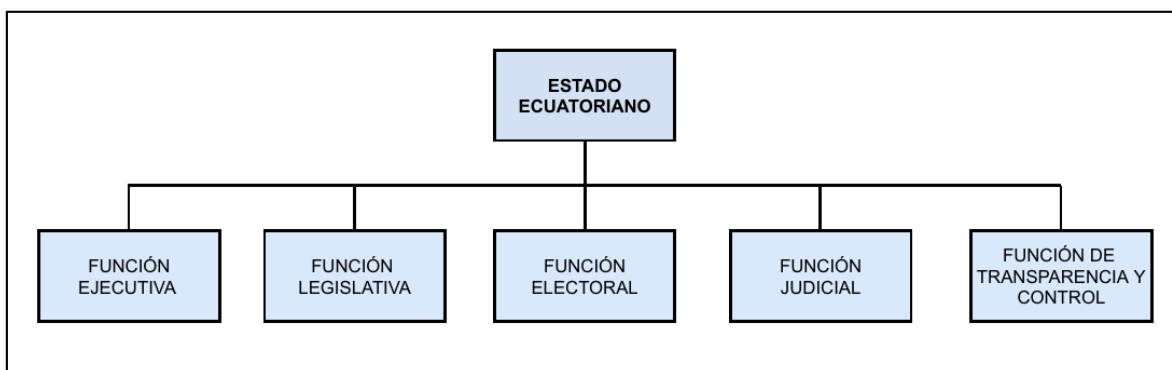 ESTADO
ECUATORIANO
FUNCIÓN
EJECUTIVA
FUNCIÓN
LEGISLATIVA
FUNCIÓN
ELECTORAL
FUNCIÓN
JUDICIAL
FUNCIÓN DE
TRANSPARENCIA Y
CONTROL